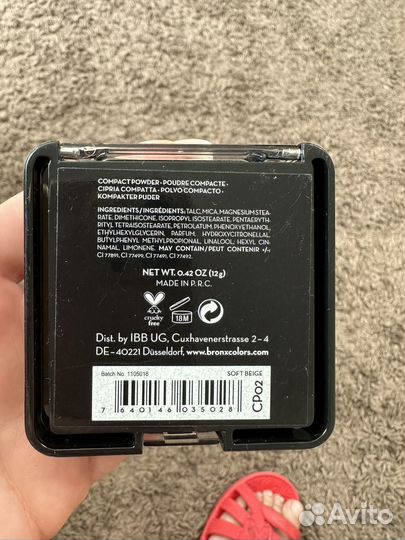 COMPACT POWDER • POUDRE COMPACTE •
CIPRIA COMPATTA • POLVO COMPACTO •
KOMPAKTER PUDER
INGREDIENTS/INGRÉDIENTS: TALC, MICA, MAGNESIUM STEA-
RATE, DIMETHICONE, ISOPROPYL ISOSTEARATE, PENTAERY-
THRITYL TETRAISOSTEARATE, PETROLATUM, PHENOXYETHANOL,
ETHYLHEXYLGLYCERIN, PARFUM, HYDROXYCITRONELLAL,
BUTYLPHENYL METHYLPROPIONAL, LINALOOL, HEXYL CIN-
NAMAL, LIMONENE. MAY CONTAIN/PEUT CONTENIR +/-:
CI 77891, CI 77499, CI 77491, CI 77492.
NET WT. 0.42 OZ (12g)
MADE IN P.R.C.
cruelty
free
18M
Dist. by IBB UG, Cuxhavenerstrasse 2-4
DE-40221 Düsseldorf, www.bronxcolors.com
Batch No. 1105018
SOFT BEIGE
CP02
7 640146 035028
Avito